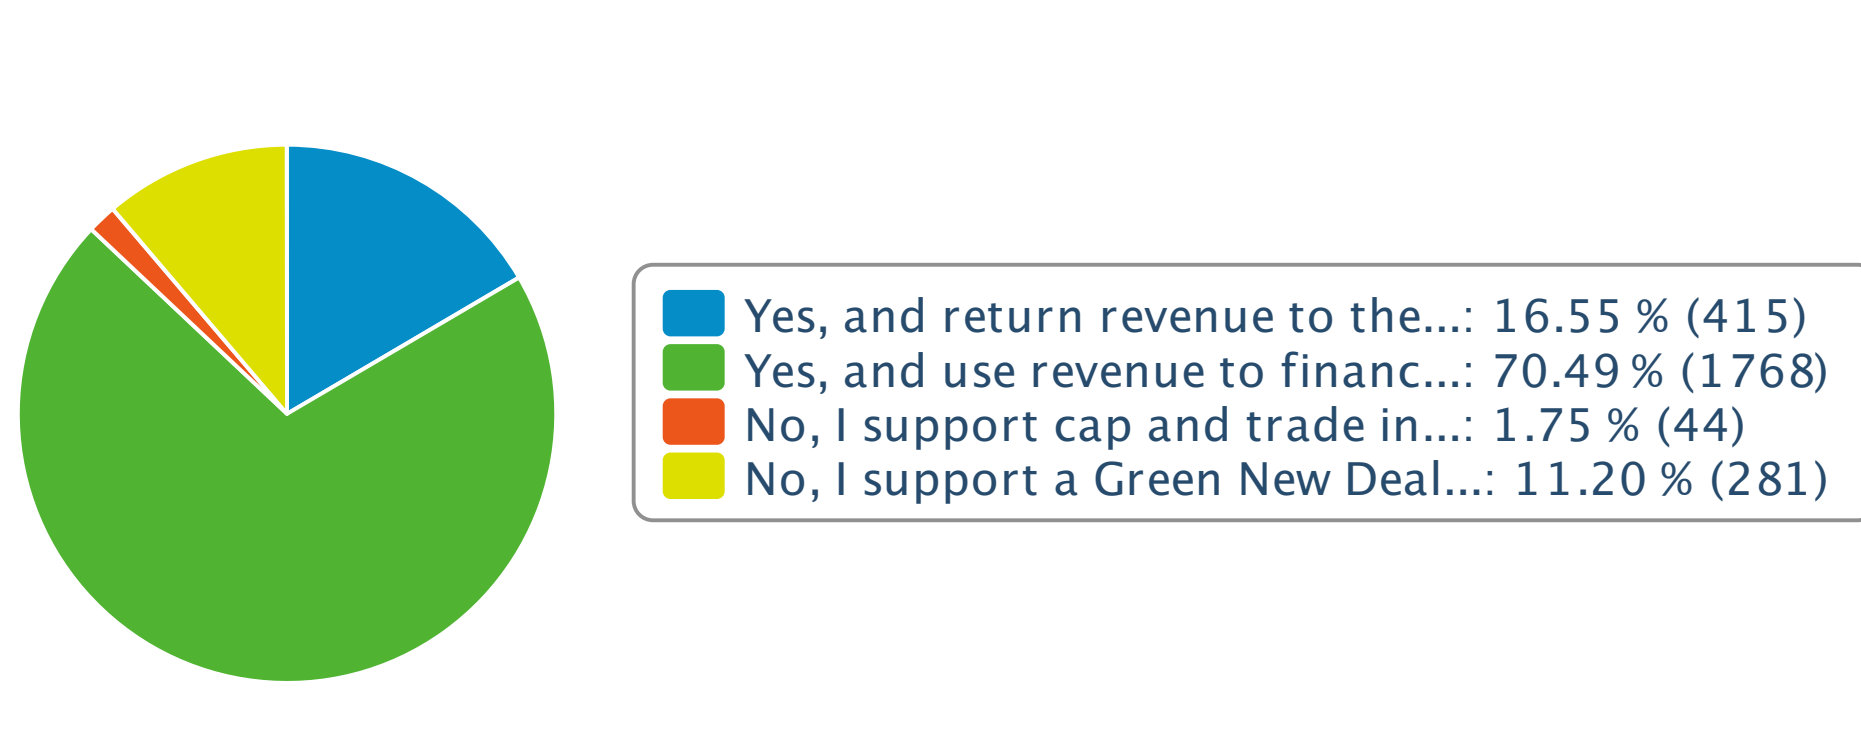 Yes, and return revenue to the...: 16.55 % (415)
Yes, and use revenue to financ...: 70.49 % (1768)
No, I support cap and trade in...: 1.75 % (44)
No, I support a Green New Deal...: 11.20 % (281)